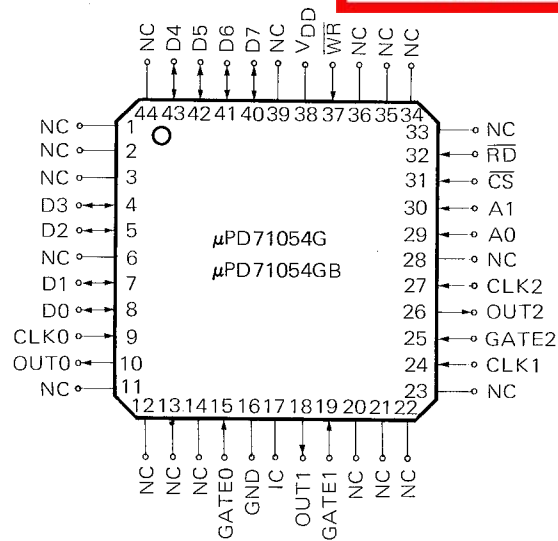 NC D4 D5 D6 D7 NC VDD WR NC NC NC
44 43 42 41 40 39 38 37 36 35 34
NC 1
NC 2
NC 3
D3 4
D2 5
NC 6
D1 7
D0 8
CLK0 9
OUT0 10
NC 11
μPD71054G
μPD71054GB
33 NC
32 RD
31 CS
30 A1
29 A0
28 NC
27 CLK2
26 OUT2
25 GATE2
24 CLK1
23 NC
12 13 14 15 16 17 18 19 20 21 22
NC NC NC GATE0 GND IC OUT1 GATE1 NC NC NC